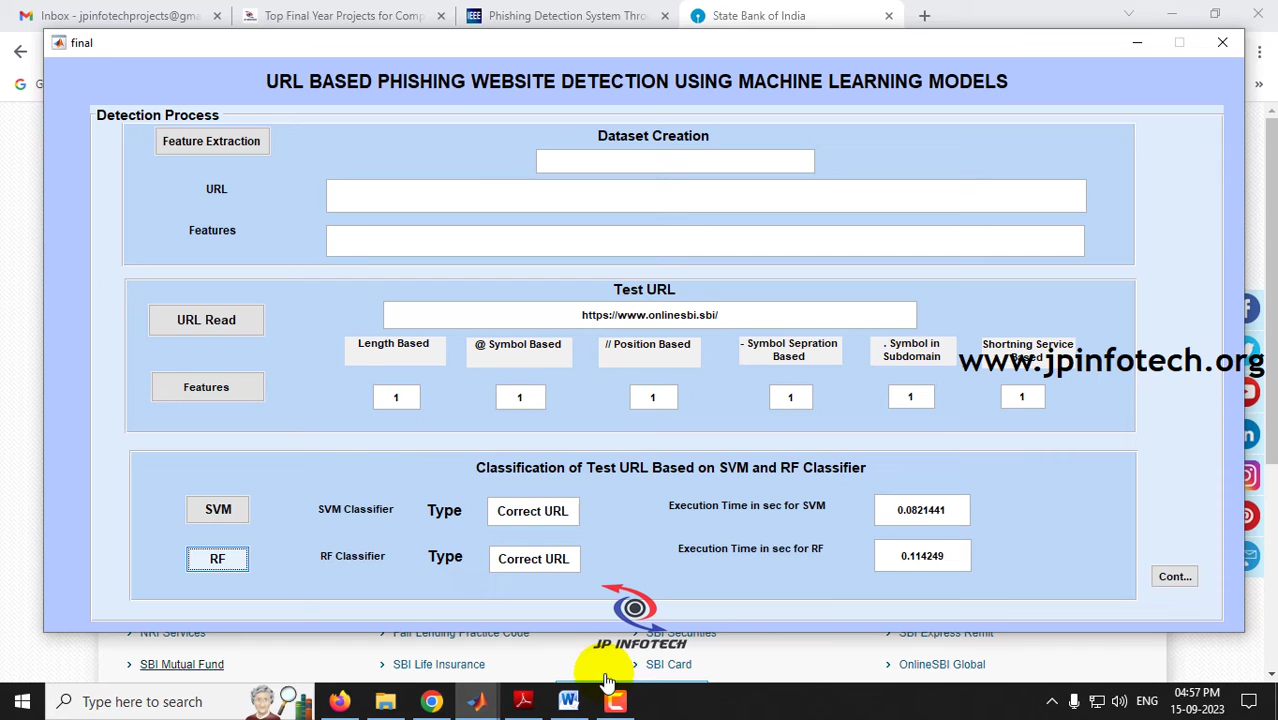 Inbox - jpinfotechprojects@gma
Top Final Year Projects for Comp
Phishing Detection System Thro
State Bank of India
final
URL BASED PHISHING WEBSITE DETECTION USING MACHINE LEARNING MODELS
Detection Process
Feature Extraction
Dataset Creation
URL
Features
Test URL
URL Read
https://www.onlinesbi.sbi/
Length Based
@ Symbol Based
// Position Based
- Symbol Sepration
Based
. Symbol in
Subdomain
Shortning Service
www.jpinfotech.org
Features
1
1
1
1
1
1
Classification of Test URL Based on SVM and RF Classifier
SVM
SVM Classifier
Type
Correct URL
Execution Time in sec for SVM
0.0821441
RF
RF Classifier
Type
Correct URL
Execution Time in sec for RF
0.114249
Cont...
JP INFOTECH
NRI Services
Fair Lending Practice Code
SBI Securities
SBI Express Remit
SBI Mutual Fund
SBI Life Insurance
SBI Card
OnlineSBI Global
Type here to search
ENG
04:57 PM
15-09-2023